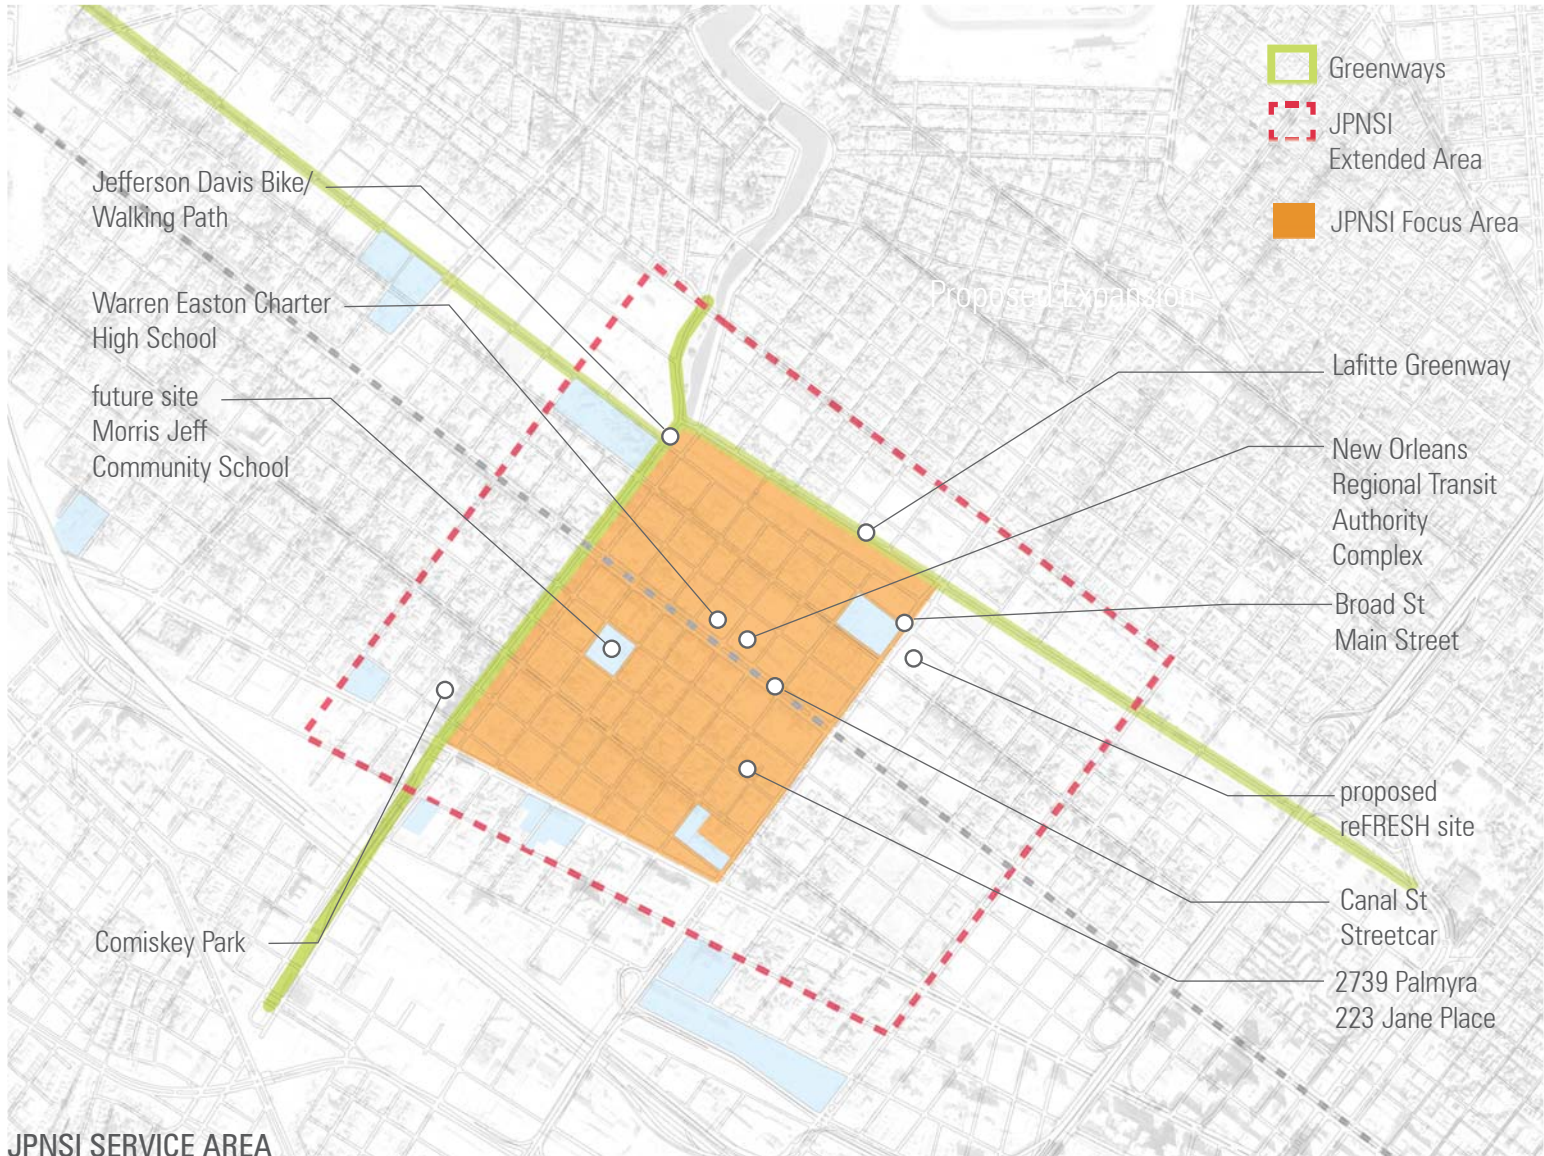 Greenways
JPNSI
Extended Area
JPNSI Focus Area
Jefferson Davis Bike/
Walking Path
Warren Easton Charter
High School
future site
Morris Jeff
Community School
Comiskey Park
Proposed Expansion
Lafitte Greenway
New Orleans
Regional Transit
Authority
Complex
Broad St
Main Street
proposed
reFRESH site
Canal St
Streetcar
2739 Palmyra
223 Jane Place
JPNSI SERVICE AREA